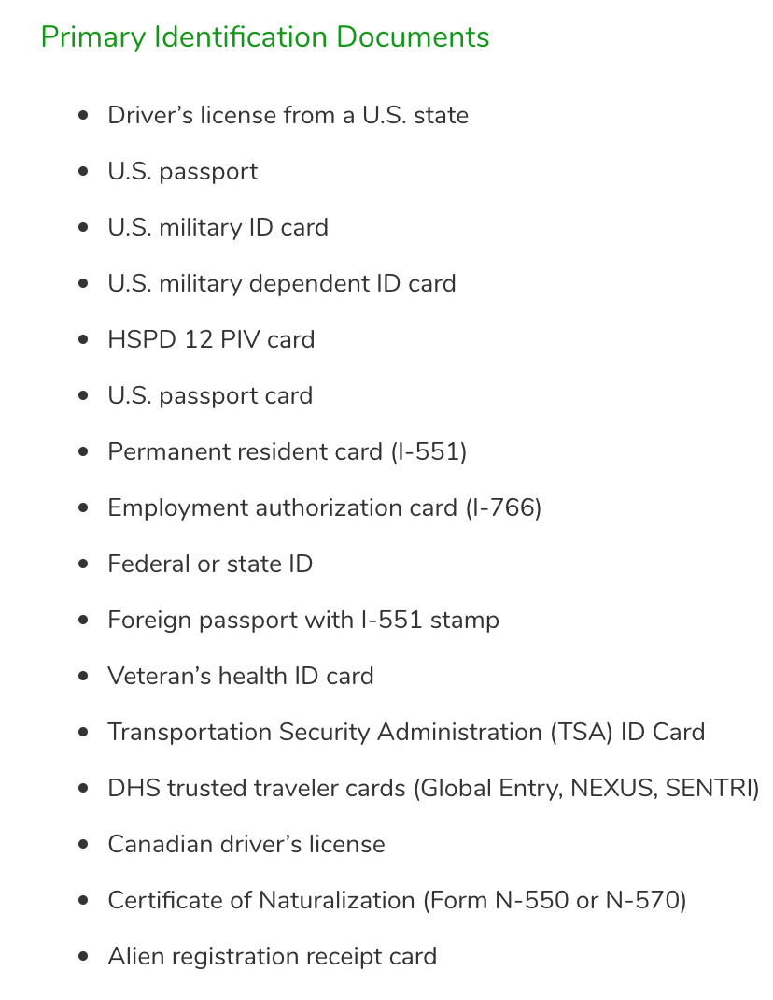 Primary Identification Documents
• Driver’s license from a U.S. state
• U.S. passport
• U.S. military ID card
• U.S. military dependent ID card
• HSPD 12 PIV card
• U.S. passport card
• Permanent resident card (I-551)
• Employment authorization card (I-766)
• Federal or state ID
• Foreign passport with I-551 stamp
• Veteran’s health ID card
• Transportation Security Administration (TSA) ID Card
• DHS trusted traveler cards (Global Entry, NEXUS, SENTRI)
• Canadian driver’s license
• Certificate of Naturalization (Form N-550 or N-570)
• Alien registration receipt card